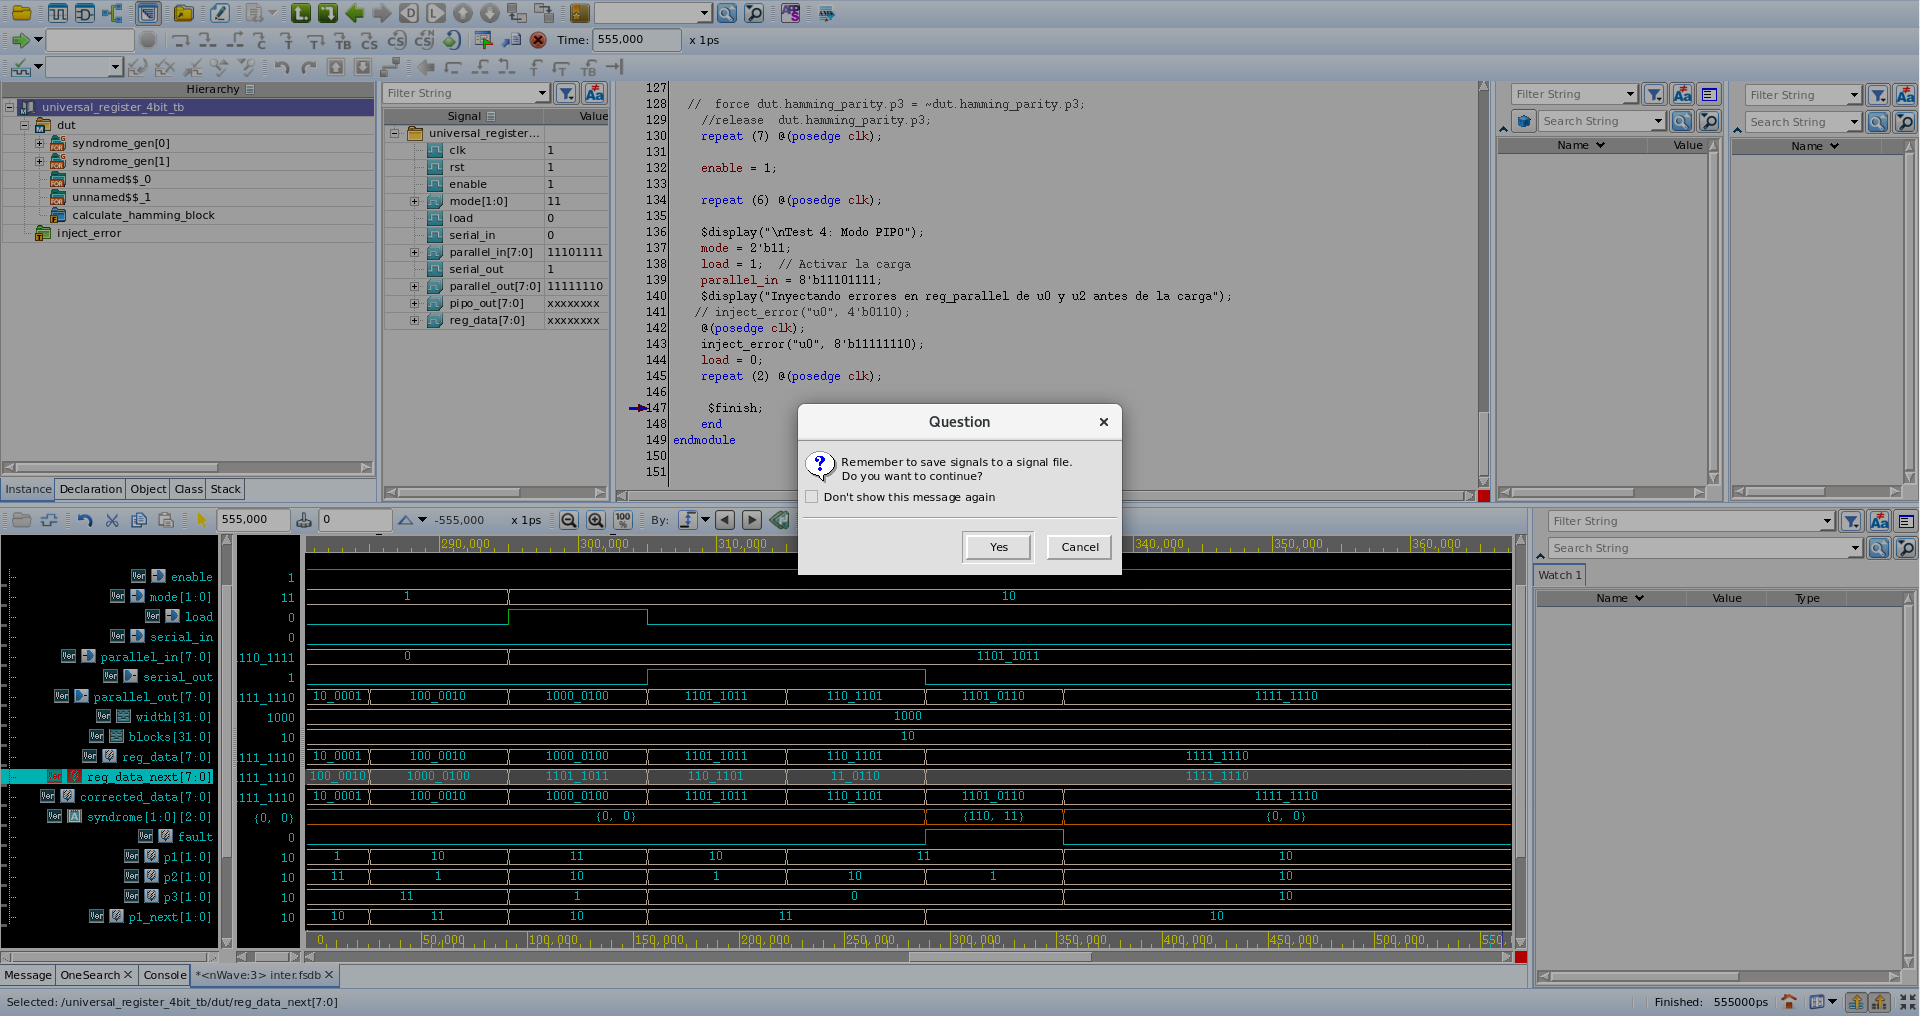 Time: 555,000 x 1ps
Hierarchy
universal_register_4bit_tb
dut
syndrome_gen[0]
syndrome_gen[1]
unnamed$$_0
unnamed$$_1
calculate_hamming_block
inject_error
Instance Declaration Object Class Stack
Filter String
Signal Value
universal_register...
clk 1
rst 1
enable 1
mode[1:0] 11
load 0
serial_in 0
parallel_in[7:0] 11101111
serial_out 1
parallel_out[7:0] 11111110
pipo_out[7:0] xxxxxxxx
reg_data[7:0] xxxxxxxx
127
128 // force dut.hamming_parity.p3 = ~dut.hamming_parity.p3;
129 //release dut.hamming_parity.p3;
130 repeat (7) @(posedge clk);
131
132 enable = 1;
133
134 repeat (6) @(posedge clk);
135
136 $display("\nTest 4: Modo PIPO");
137 mode = 2'b11;
138 load = 1; // Activar la carga
139 parallel_in = 8'b11101111;
140 $display("Inyectando errores en reg_parallel de u0 y u2 antes de la carga");
141 // inject_error("u0", 4'b0110);
142 @(posedge clk);
143 inject_error("u0", 8'b11111110);
144 load = 0;
145 repeat (2) @(posedge clk);
146
147 $finish;
148 end
149 endmodule
150
151
Filter String
Search String
Name Value
Filter String
Search String
Name
Question
Remember to save signals to a signal file.
Do you want to continue?
Don't show this message again
Yes Cancel
555,000 0 -555,000 x 1ps 100% By:
290,000 300,000 310,000 340,000 350,000 360,000
enable 1
mode[1:0] 11 1 10
load 0
serial_in 0
parallel_in[7:0] 110_1111 0 1101_1011
serial_out 1
parallel_out[7:0] 1111_1110 10_0001 100_0010 1000_0100 1101_1011 110_1101 1101_0110 1111_1110
width[31:0] 1000 1000
blocks[31:0] 10 10
reg_data[7:0] 1111_1110 10_0001 100_0010 1000_0100 1101_1011 110_1101 1111_1110
reg_data_next[7:0] 1111_1110 100_0010 1000_0100 1101_1011 110_1101 11_0110 1111_1110
corrected_data[7:0] 1111_1110 10_0001 100_0010 1000_0100 1101_1011 110_1101 1101_0110 1111_1110
syndrome[1:0][2:0] {0, 0} {0, 0} {110, 11} {0, 0}
fault 0
p1[1:0] 10 1 10 11 10 11 10
p2[1:0] 10 11 1 10 1 10 1 10
p3[1:0] 10 11 1 0 10
p1_next[1:0] 10 10 11 10 11 10
0 50,000 100,000 150,000 200,000 250,000 300,000 350,000 400,000 450,000 500,000 550,
Filter String
Search String
Watch 1
Name Value Type
Message OneSearch Console *<nWave:3> inter.fsdb
Selected: /universal_register_4bit_tb/dut/reg_data_next[7:0]
Finished: 555000ps